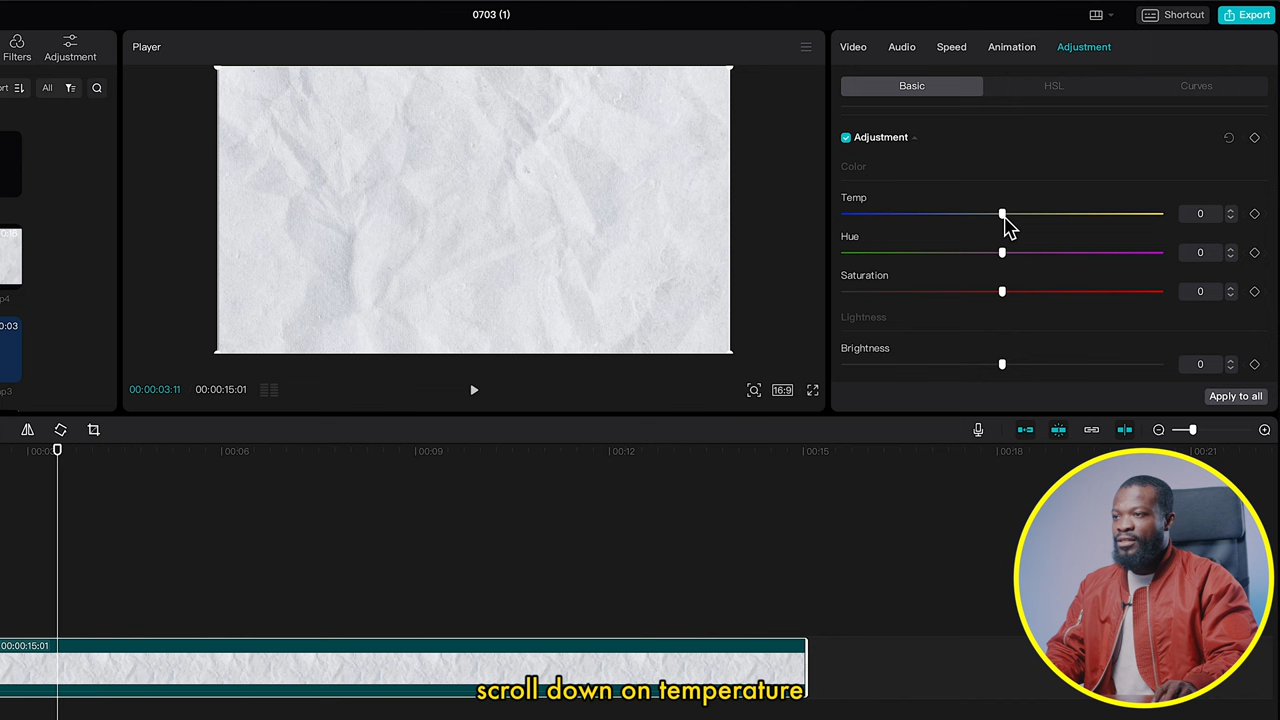 0703 (1)
Shortcut
Export
Filters
Adjustment
Player
Video
Audio
Speed
Animation
Adjustment
All
Basic
HSL
Curves
Adjustment
Color
Temp
0
Hue
0
Saturation
0
Lightness
Brightness
0
00:00:03:11
00:00:15:01
16:9
Apply to all
00:06
00:09
00:12
00:15
00:18
00:21
00:00:15:01
scroll down on temperature